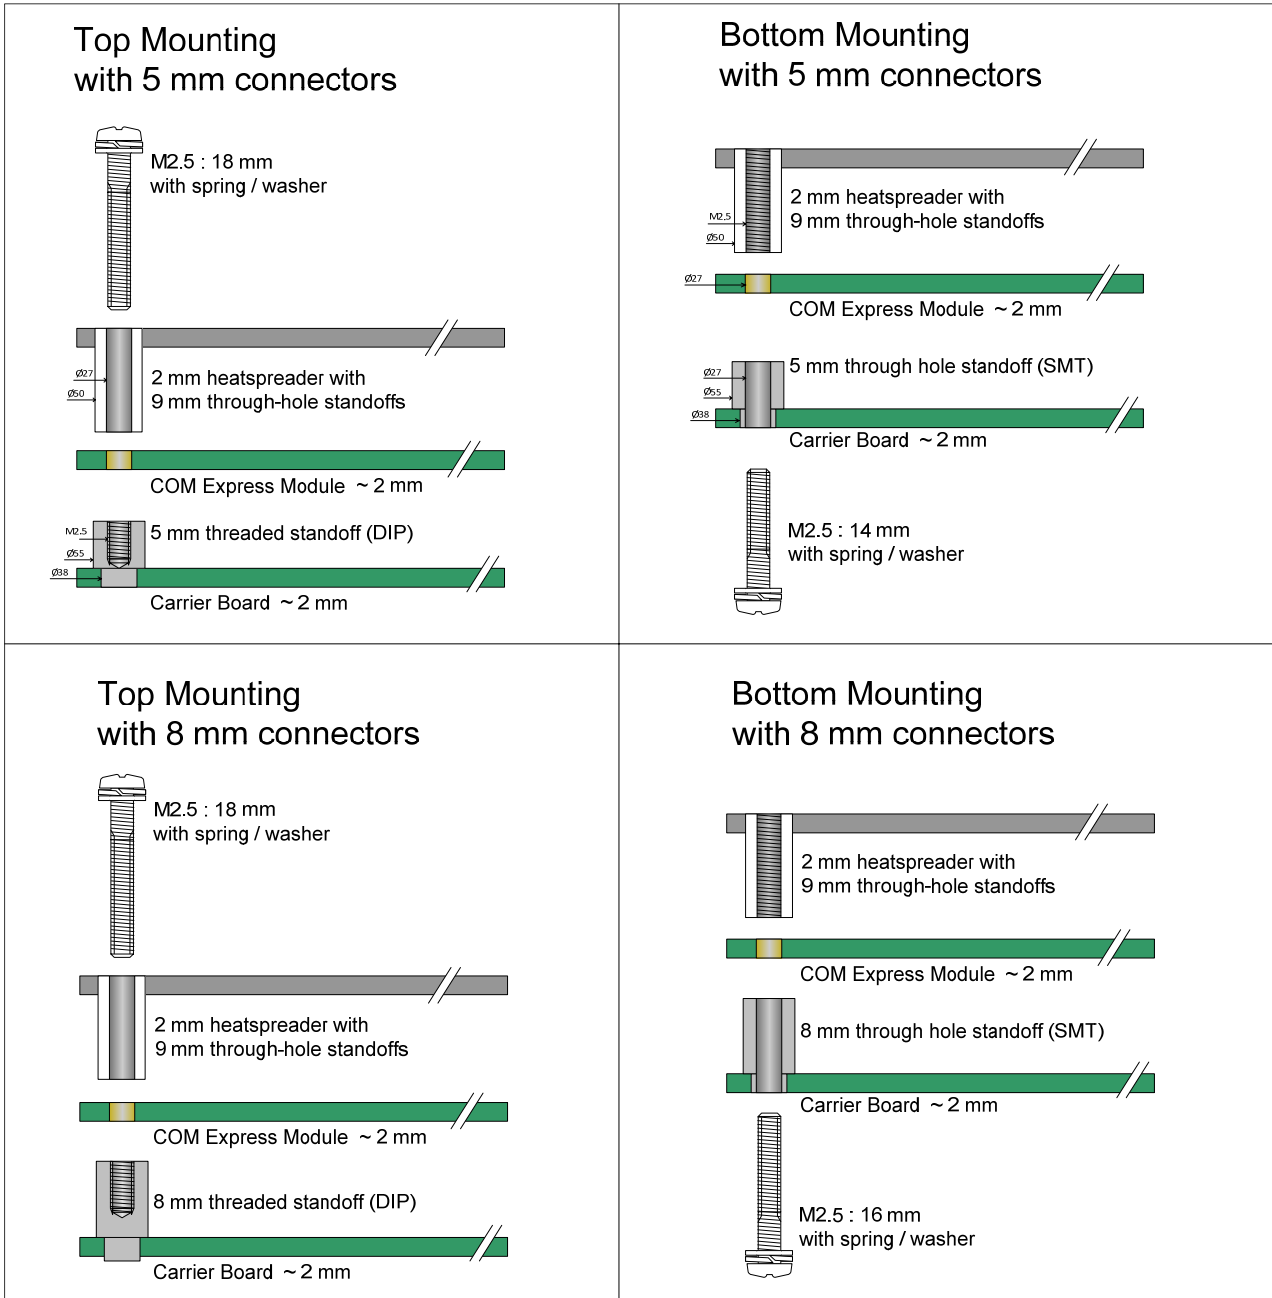 Top Mounting
with 5 mm connectors
M2.5 : 18 mm
with spring / washer
Ø27
Ø50
2 mm heatspreader with
9 mm through-hole standoffs
COM Express Module ~ 2 mm
M2.5
Ø55
Ø38
5 mm threaded standoff (DIP)
Carrier Board ~ 2 mm
Bottom Mounting
with 5 mm connectors
M2.5
Ø50
2 mm heatspreader with
9 mm through-hole standoffs
Ø27
COM Express Module ~ 2 mm
5 mm through hole standoff (SMT)
Ø27
Ø55
Ø38
Carrier Board ~ 2 mm
M2.5 : 14 mm
with spring / washer
Top Mounting
with 8 mm connectors
M2.5 : 18 mm
with spring / washer
2 mm heatspreader with
9 mm through-hole standoffs
COM Express Module ~ 2 mm
8 mm threaded standoff (DIP)
Carrier Board ~ 2 mm
Bottom Mounting
with 8 mm connectors
2 mm heatspreader with
9 mm through-hole standoffs
COM Express Module ~ 2 mm
8 mm through hole standoff (SMT)
Carrier Board ~ 2 mm
M2.5 : 16 mm
with spring / washer